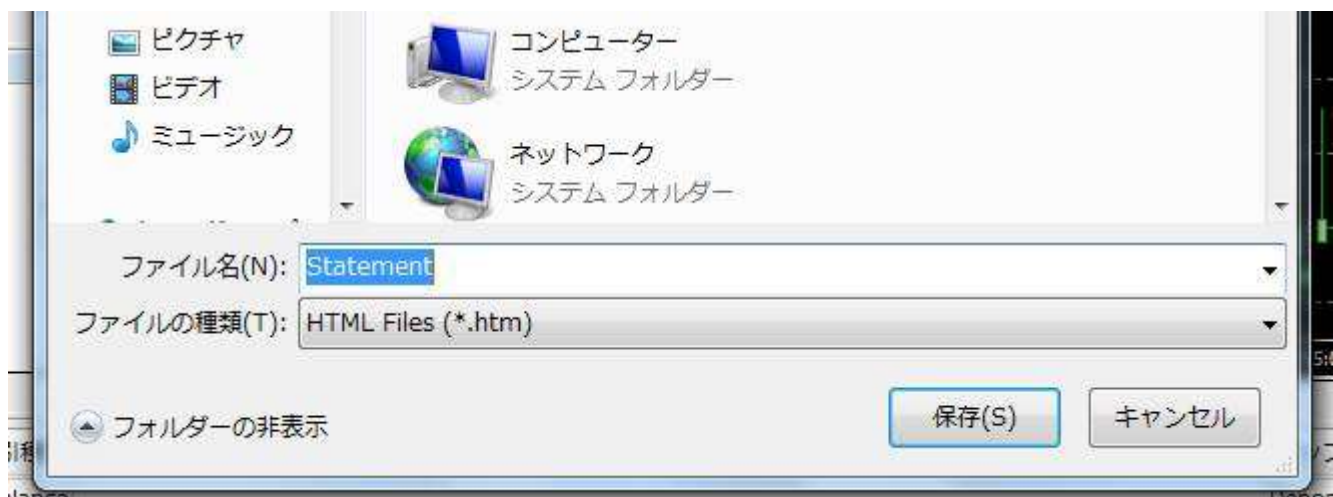 ピクチャ
ビデオ
ミュージック
コンピューター
システム フォルダー
ネットワーク
システム フォルダー
ファイル名(N): Statement
ファイルの種類(T): HTML Files (*.htm)
フォルダーの非表示
保存(S)
キャンセル